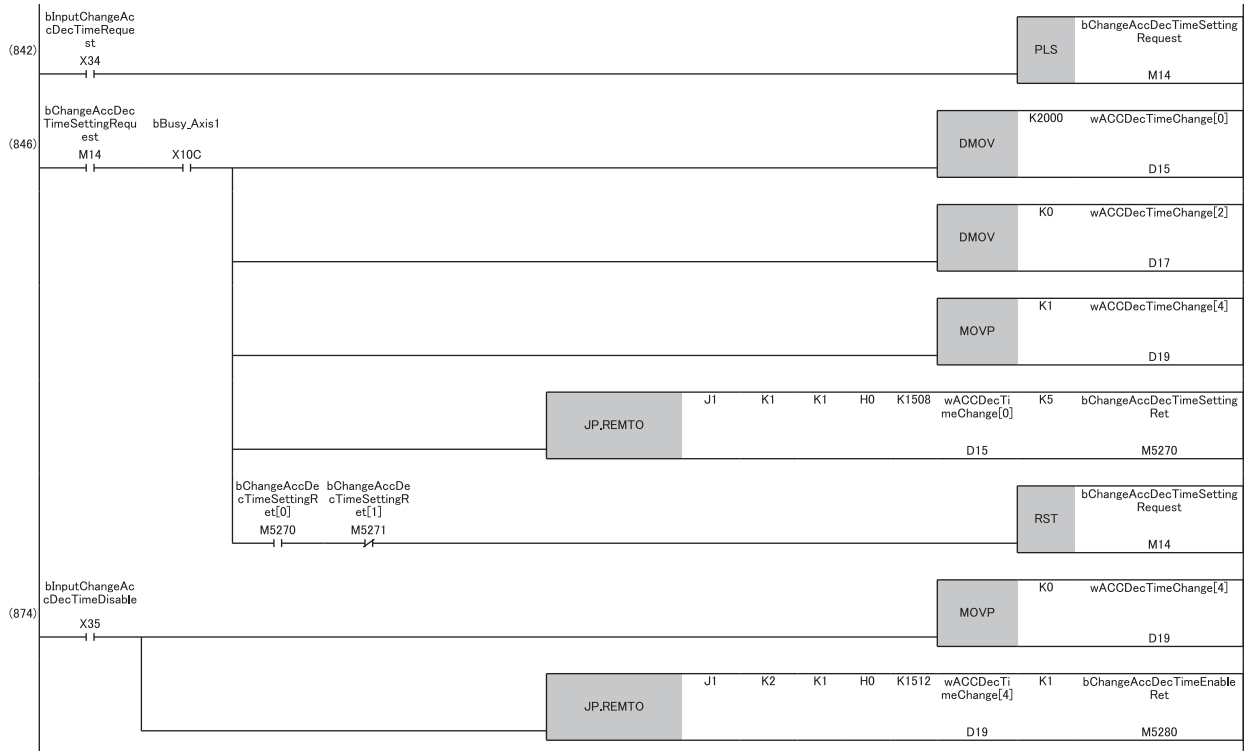 bInputChangeAc
cDecTimeReque
st
(842)
X34
PLS
bChangeAccDecTimeSetting
Request
M14
bChangeAccDec
TimeSettingRequ
est
bBusy_Axis1
(846)
M14
X10C
DMOV
K2000
wACCDecTimeChange[0]
D15
DMOV
K0
wACCDecTimeChange[2]
D17
MOVP
K1
wACCDecTimeChange[4]
D19
JP.REMTO
J1
K1
K1
H0
K1508
wACCDecTi
meChange[0]
D15
K5
bChangeAccDecTimeSetting
Ret
M5270
bChangeAccDe
cTimeSettingR
et[0]
M5270
bChangeAccDe
cTimeSettingR
et[1]
M5271
RST
bChangeAccDecTimeSetting
Request
M14
bInputChangeAc
cDecTimeDisable
(874)
X35
MOVP
K0
wACCDecTimeChange[4]
D19
JP.REMTO
J1
K2
K1
H0
K1512
wACCDecTi
meChange[4]
D19
K1
bChangeAccDecTimeEnable
Ret
M5280